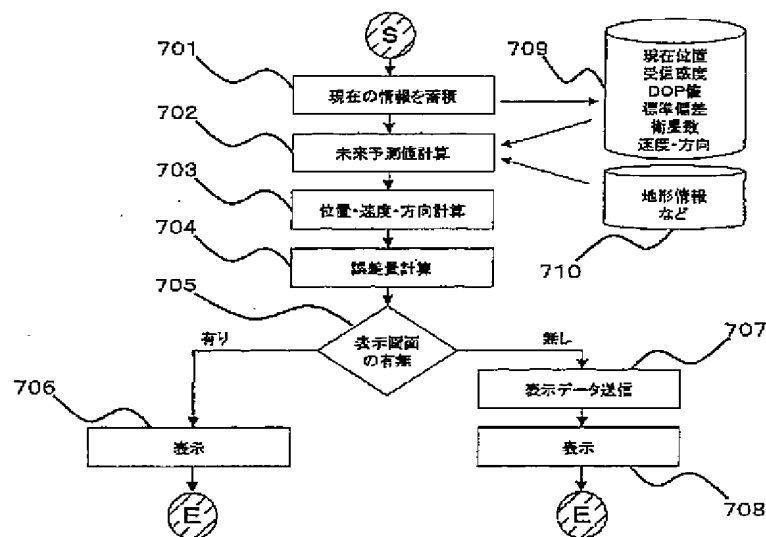 S
701
現在の情報を蓄積
709
現在位置
受信感度
DOP値
標準偏差
衛星数
速度・方向
702
未来予測値計算
703
位置・速度・方向計算
地形情報
など
710
704
誤差量計算
705
表示画面
の有無
有り
無し
707
706
表示データ送信
表示
表示
E
E
708